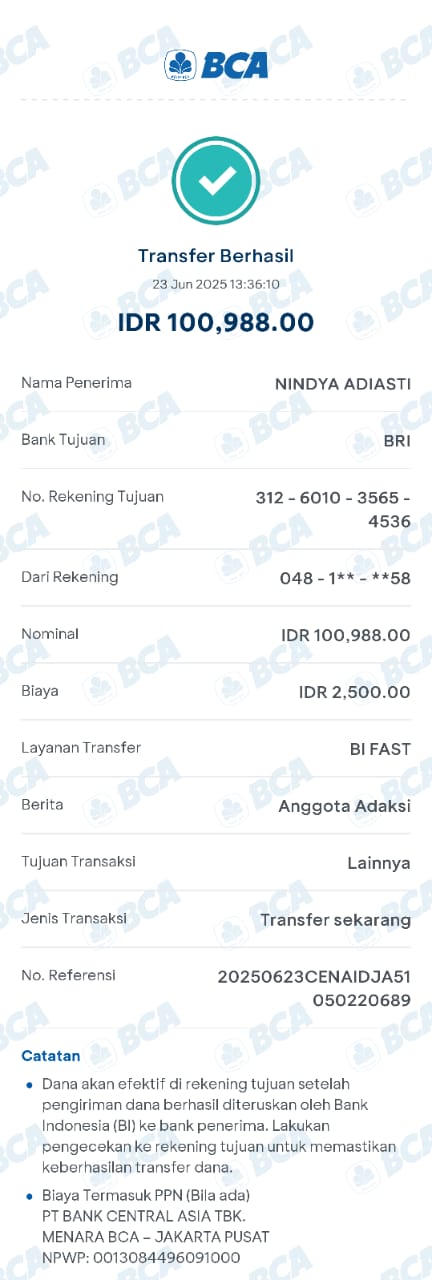 BCA
Transfer Berhasil
23 Jun 2025 13:36:10
IDR 100,988.00
Nama Penerima NINDYA ADIASTI
Bank Tujuan BRI
No. Rekening Tujuan 312 - 6010 - 3565 -
4536
Dari Rekening 048 - 1** - **58
Nominal IDR 100,988.00
Biaya IDR 2,500.00
Layanan Transfer BI FAST
Berita Anggota Adaksi
Tujuan Transaksi Lainnya
Jenis Transaksi Transfer sekarang
No. Referensi 20250623CENAIDJA51
050220689
Catatan
• Dana akan efektif di rekening tujuan setelah
pengiriman dana berhasil diteruskan oleh Bank
Indonesia (BI) ke bank penerima. Lakukan
pengecekan ke rekening tujuan untuk memastikan
keberhasilan transfer dana.
• Biaya Termasuk PPN (Bila ada)
PT BANK CENTRAL ASIA TBK.
MENARA BCA – JAKARTA PUSAT
NPWP: 0013084496091000